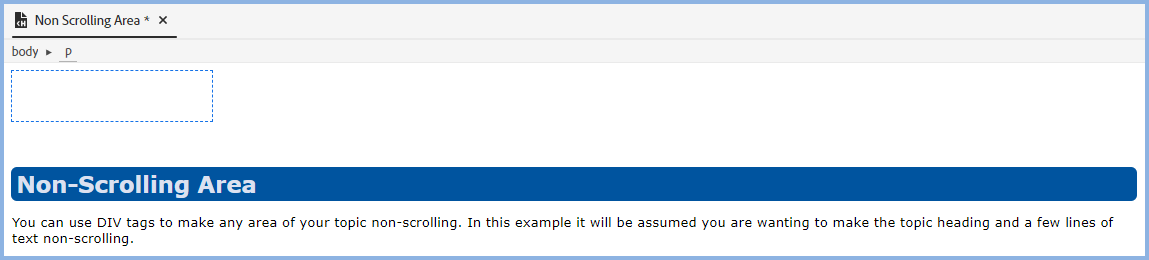 Non Scrolling Area *
body ▸ p
Non-Scrolling Area
You can use DIV tags to make any area of your topic non-scrolling. In this example it will be assumed you are wanting to make the topic heading and a few lines of
text non-scrolling.